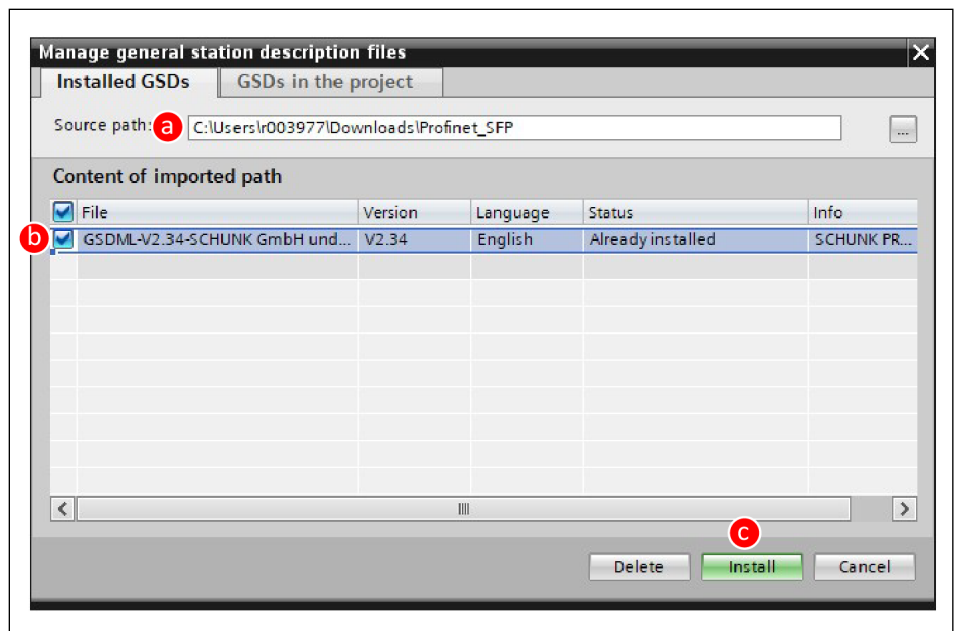 Manage general station description files
Installed GSDs GSDs in the project
Source path: a C:\Users\r003977\Downloads\Profinet_SFP ...
Content of imported path
File Version Language Status Info
b GSDML-V2.34-SCHUNK GmbH und... V2.34 English Already installed SCHUNK PR...
c
Delete Install Cancel